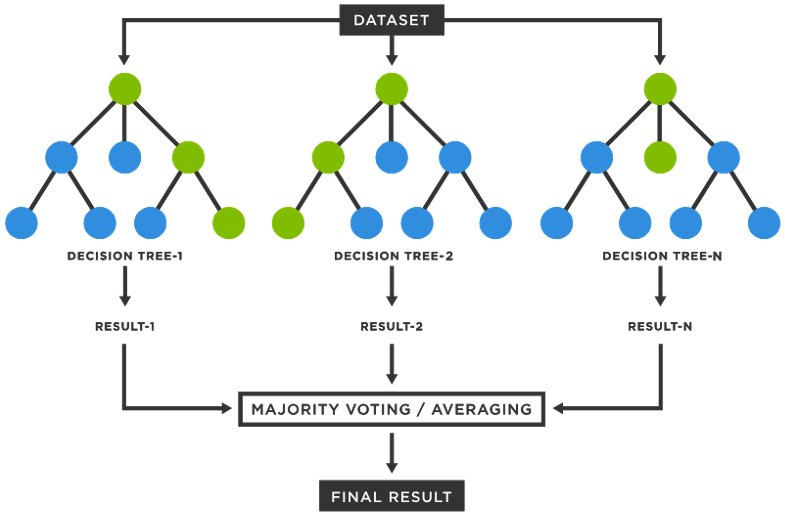 DATASET
DECISION TREE-1
DECISION TREE-2
DECISION TREE-N
RESULT-1
RESULT-2
RESULT-N
MAJORITY VOTING / AVERAGING
FINAL RESULT